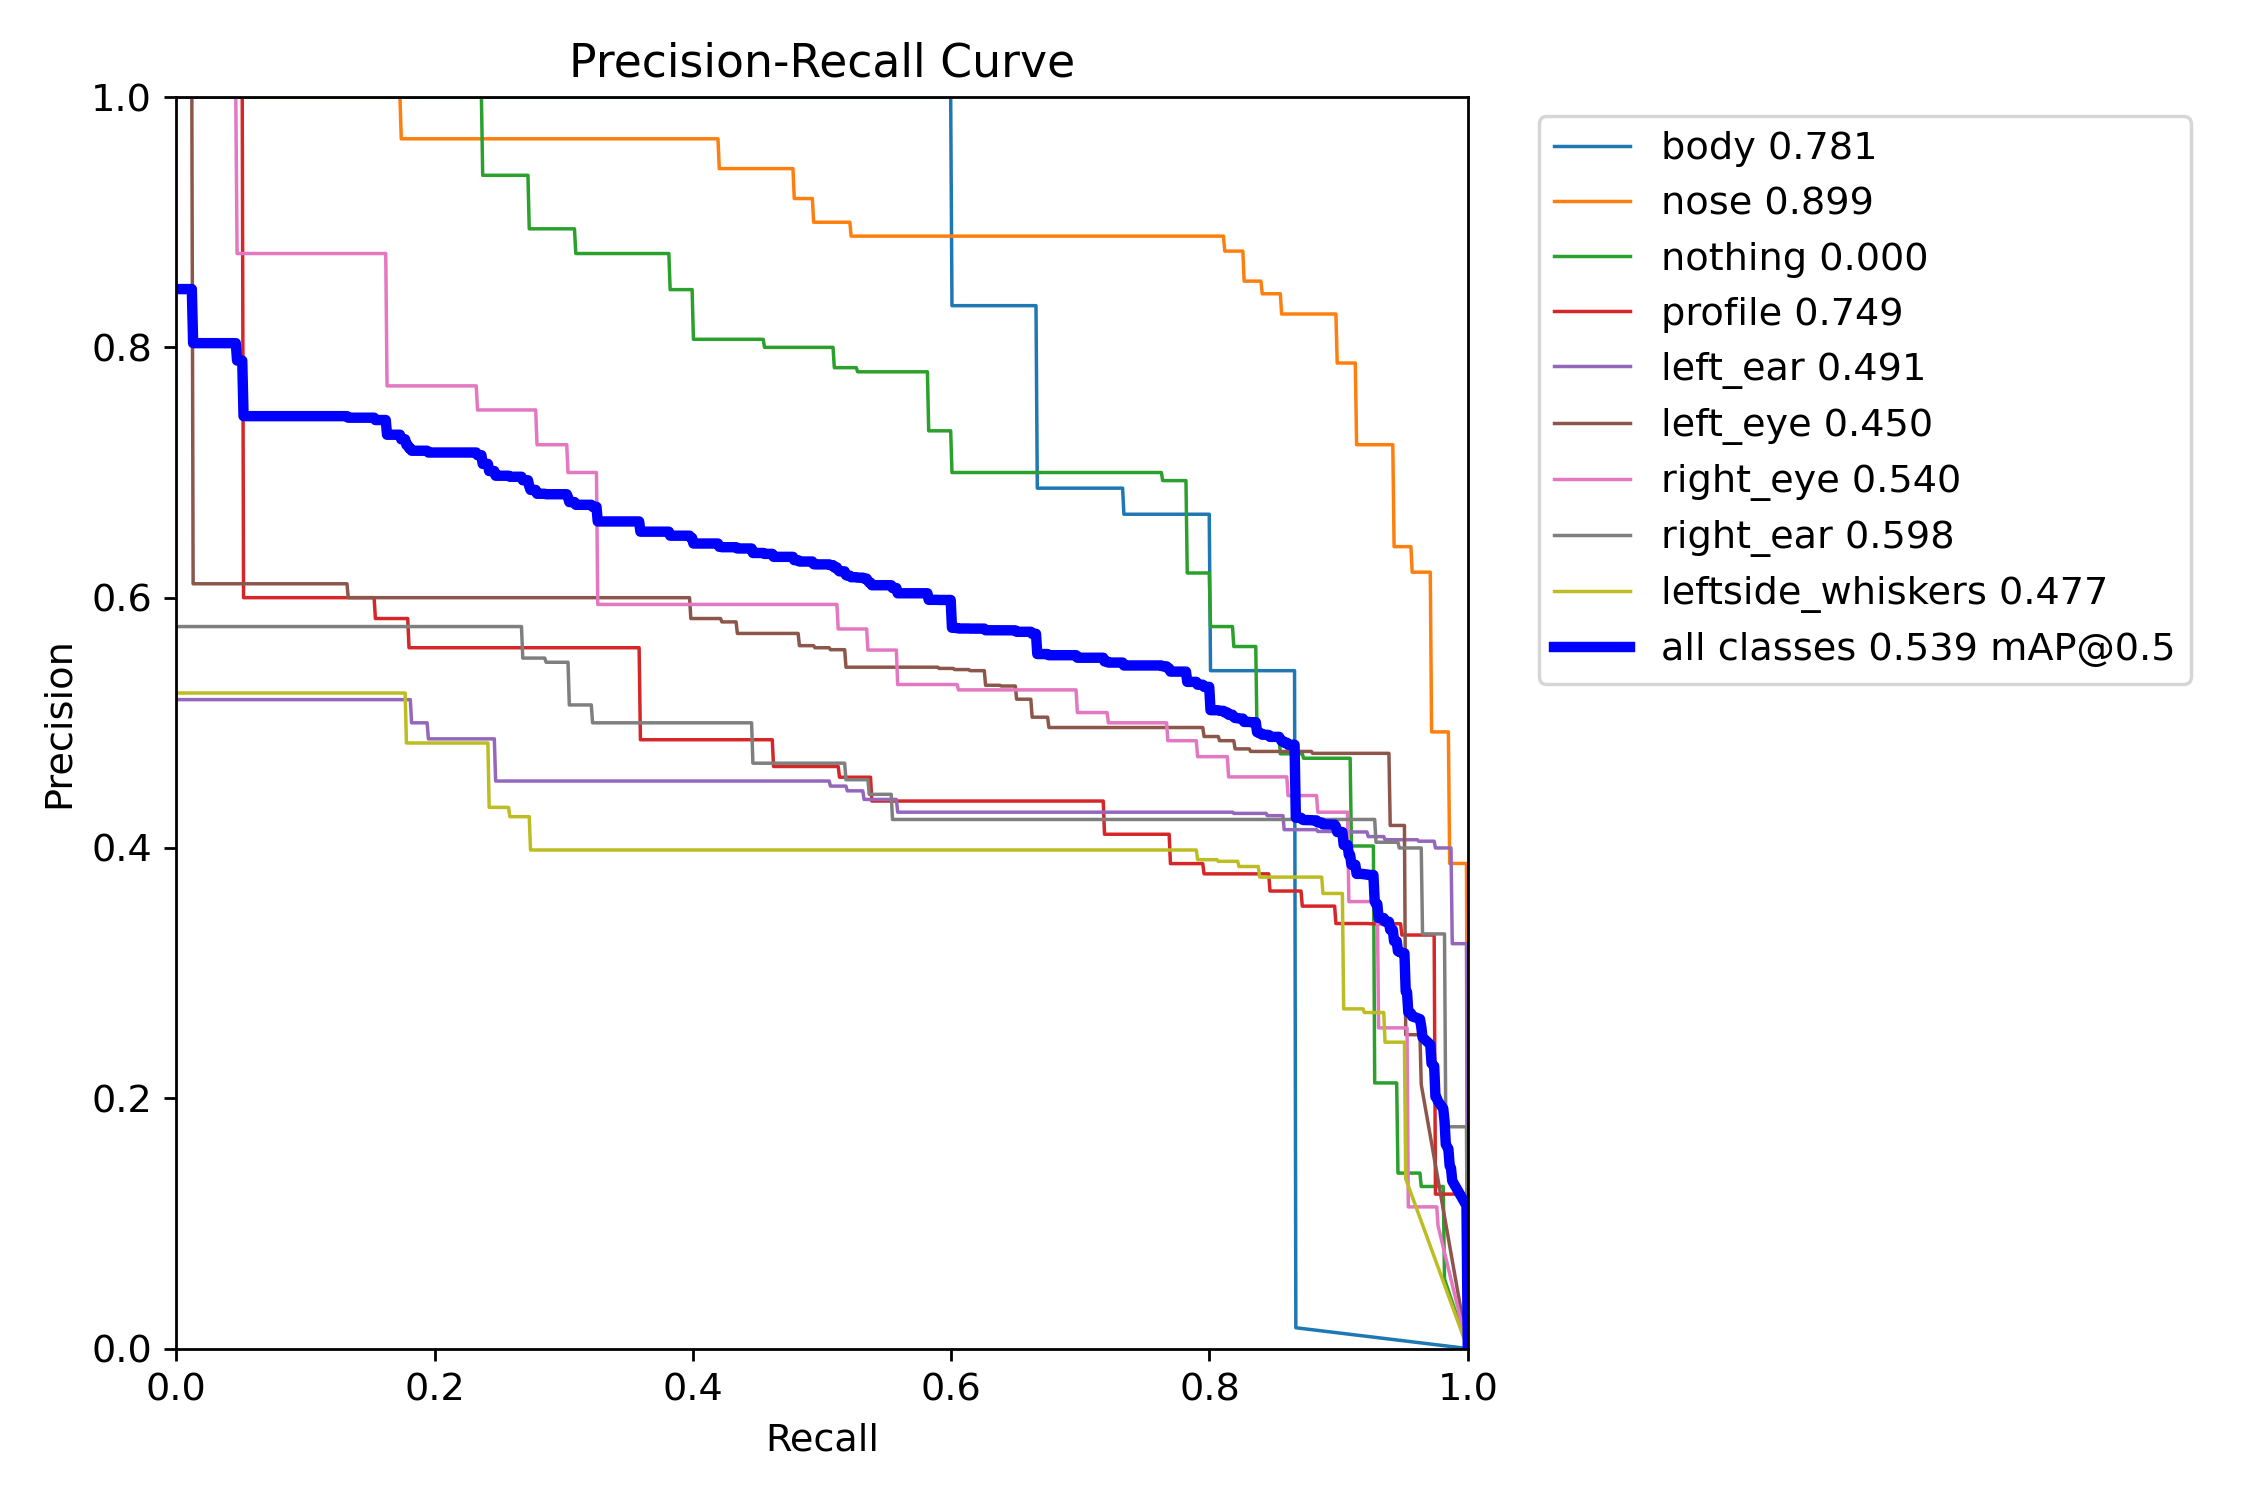 Precision-Recall Curve
1.0
0.8
0.6
0.4
0.2
0.0
Precision
0.0 0.2 0.4 0.6 0.8 1.0
Recall
body 0.781
nose 0.899
nothing 0.000
profile 0.749
left_ear 0.491
left_eye 0.450
right_eye 0.540
right_ear 0.598
leftside_whiskers 0.477
all classes 0.539 mAP@0.5